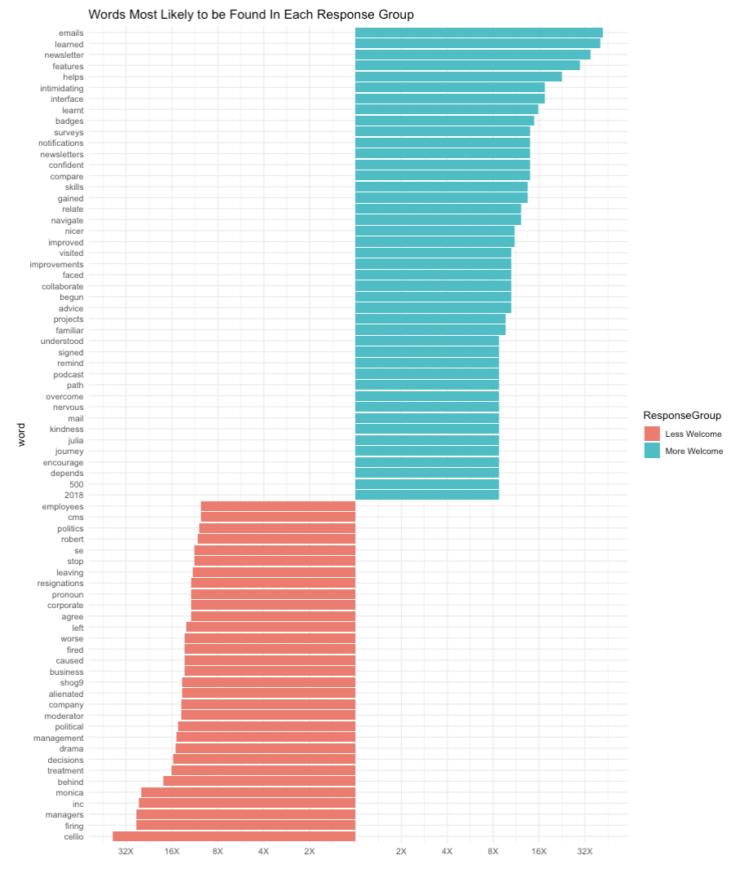 Words Most Likely to be Found In Each Response Group
emails
learned
newsletter
features
helps
intimidating
interface
learnt
badges
surveys
notifications
newsletters
confident
compare
skills
gained
relate
navigate
nicer
improved
visited
improvements
faced
collaborate
begun
advice
projects
familiar
understood
signed
remind
podcast
path
overcome
nervous
mail
kindness
julia
journey
encourage
depends
500
2018
employees
cms
politics
robert
se
stop
leaving
resignations
pronoun
corporate
agree
left
worse
fired
caused
business
shog9
alienated
company
moderator
political
management
drama
decisions
treatment
behind
monica
inc
managers
firing
cellio
word
32X 16X 8X 4X 2X 2X 4X 8X 16X 32X
ResponseGroup
Less Welcome
More Welcome